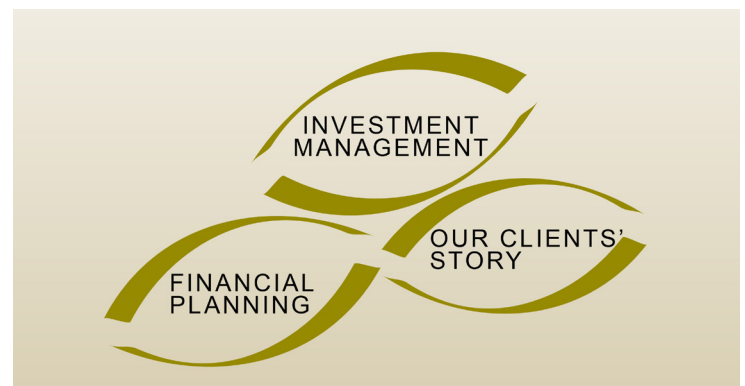 INVESTMENT
MANAGEMENT
OUR CLIENTS'
STORY
FINANCIAL
PLANNING